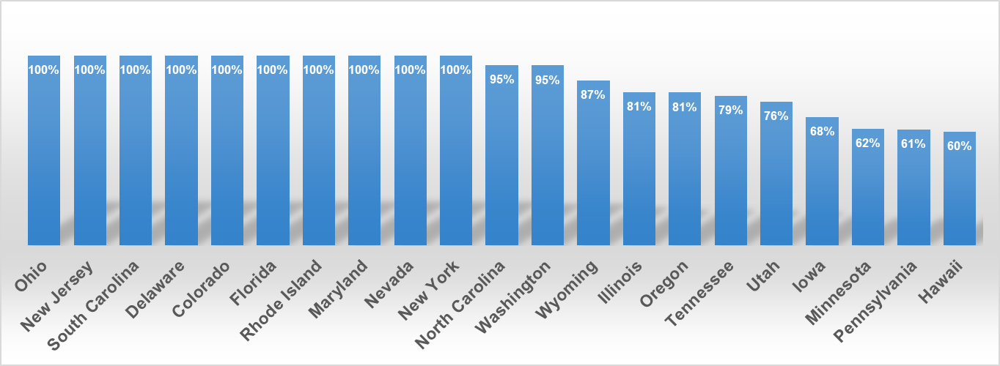 100% 100% 100% 100% 100% 100% 100% 100% 100% 100% 95% 95% 87% 81% 81% 79% 76% 68% 62% 61% 60%
Ohio
New Jersey
South Carolina
Delaware
Colorado
Florida
Rhode Island
Maryland
Nevada
New York
North Carolina
Washington
Wyoming
Illinois
Oregon
Tennessee
Utah
Iowa
Minnesota
Pennsylvania
Hawaii